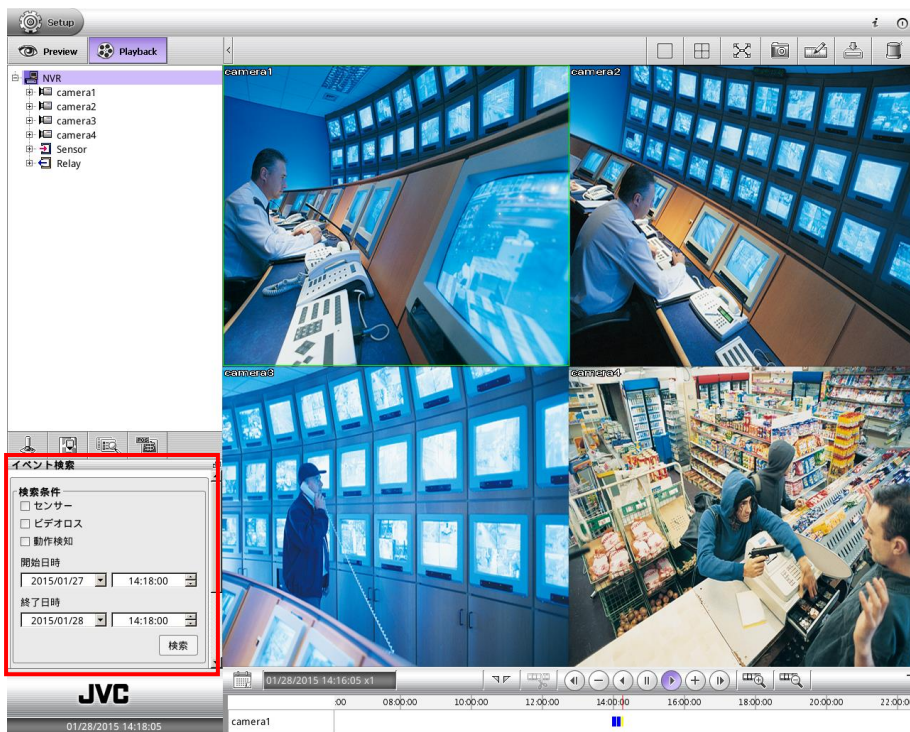 Setup
i
Preview
Playback
<
NVR
camera1
camera2
camera3
camera4
Sensor
Relay
camera1
camera2
camera3
camera4
イベント検索
検索条件
センサー
ビデオロス
動作検知
開始日時
2015/01/27 14:18:00
終了日時
2015/01/28 14:18:00
検索
JVC
01/28/2015 14:18:05
01/28/2015 14:16:05 x1
:00 08:00:00 10:00:00 12:00:00 14:00:00 16:00:00 18:00:00 20:00:00 22:00:0
camera1